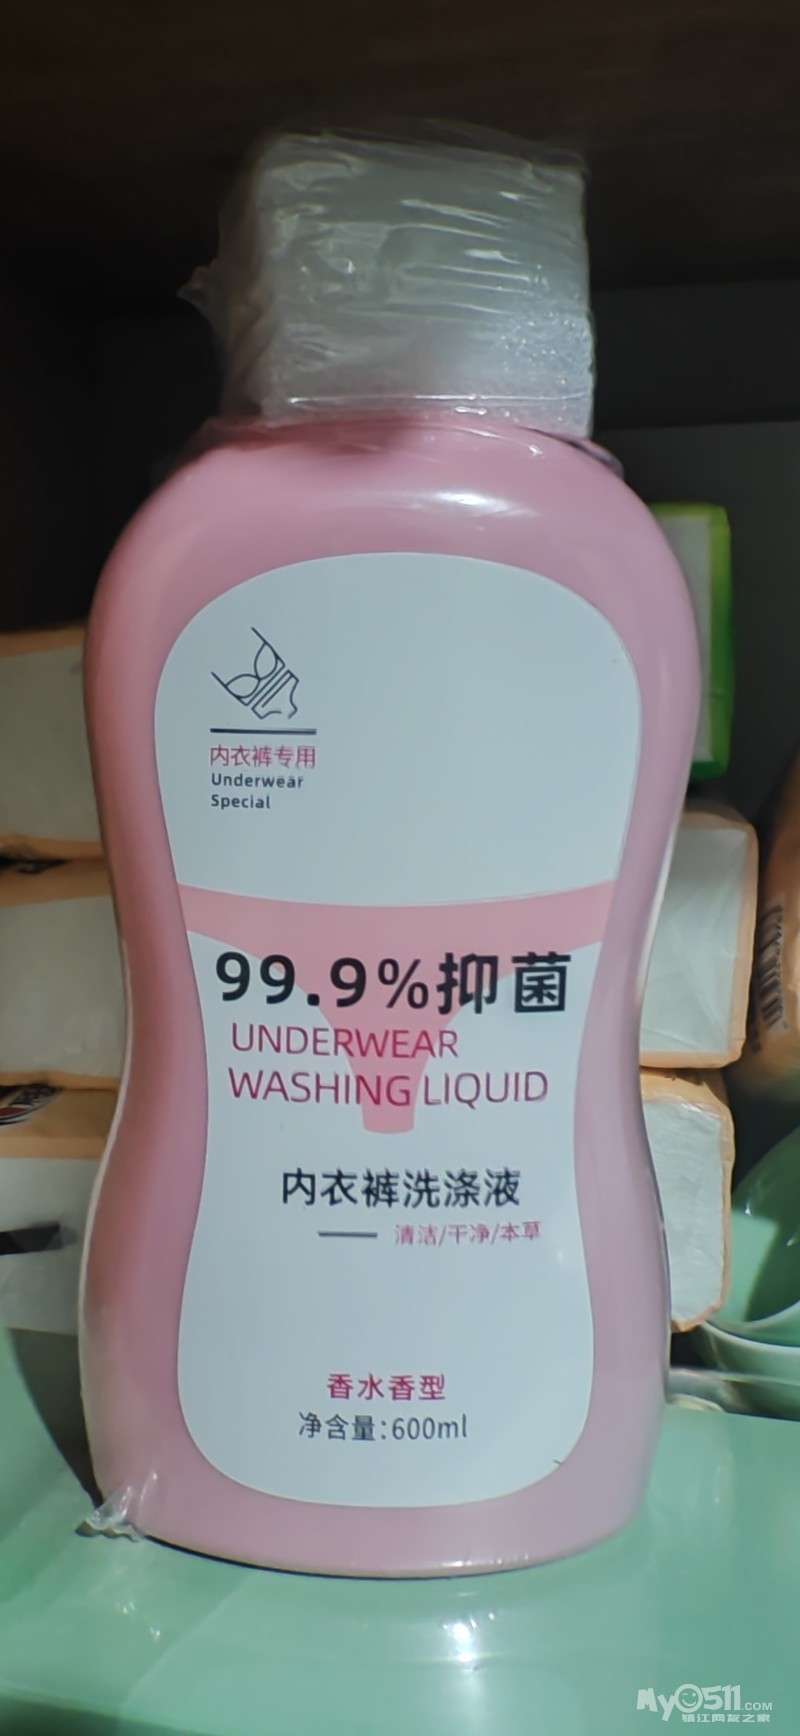 内衣裤专用
Underwear
Special
99.9%抑菌
UNDERWEAR
WASHING LIQUID
内衣裤洗涤液
清洁/干净/本草
香水香型
净含量:600ml
MyO511.COM
镇江网友之家